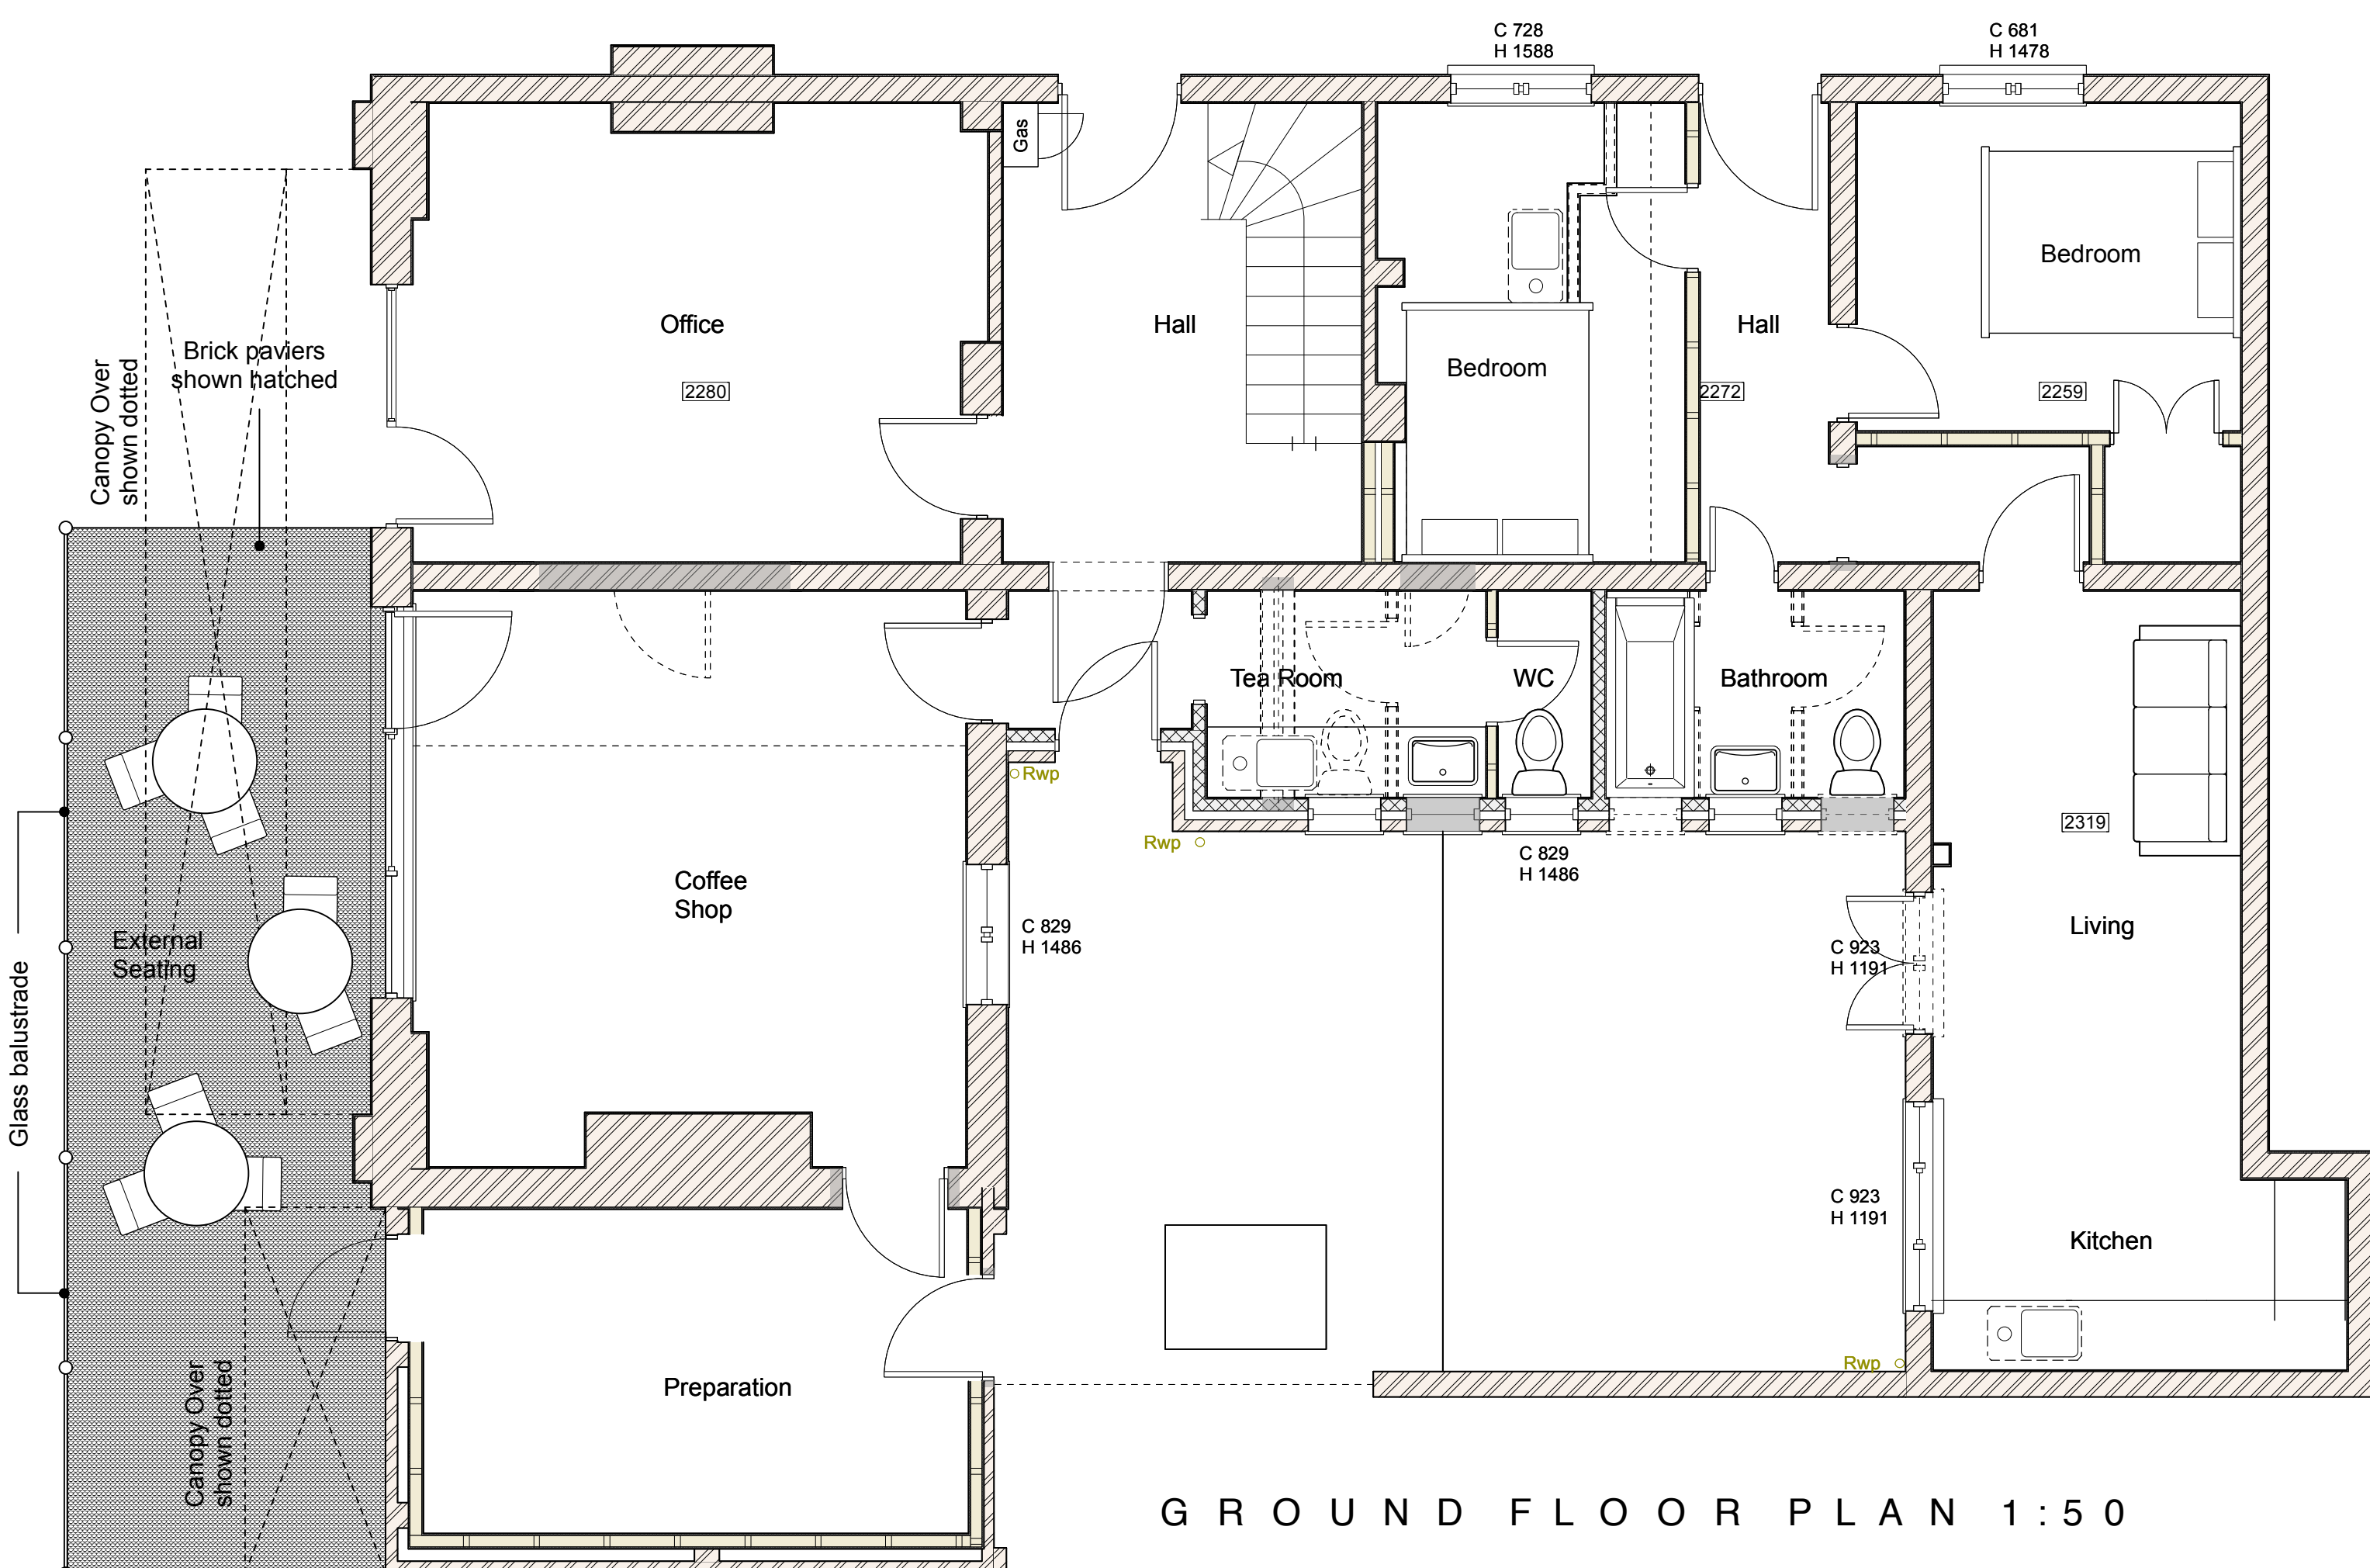 C 728
H 1588
C 681
H 1478
Gas
Office
2280
Hall
Bedroom
Hall
2272
Bedroom
2259
Brick paviers
shown hatched
Canopy Over
shown dotted
Tea Room
WC
Bathroom
Rwp
Rwp
2319
C 829
H 1486
Coffee
Shop
C 829
H 1486
External
Seating
Glass balustrade
C 923
H 1191
Living
C 923
H 1191
Kitchen
Rwp
Preparation
Canopy Over
shown dotted
GROUND FLOOR PLAN 1:50